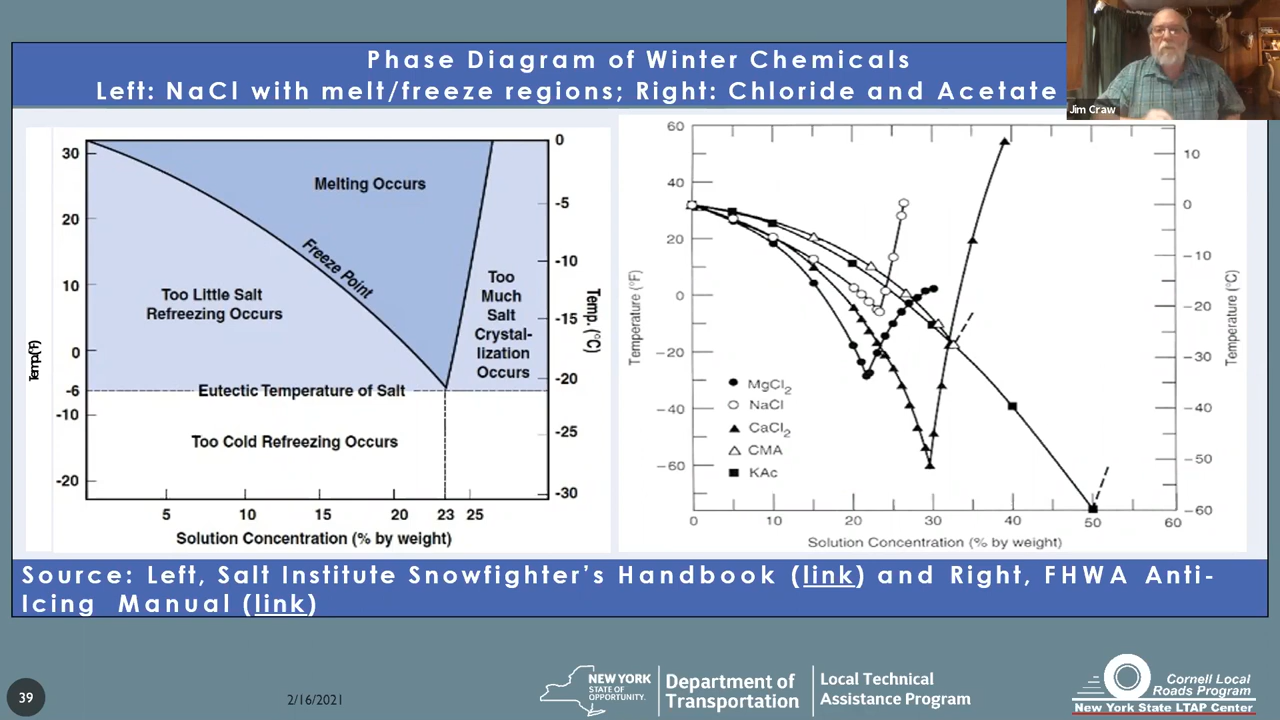 Phase Diagram of Winter Chemicals
Left: NaCl with melt/freeze regions; Right: Chloride and Acetate
Jim Craw
30
20
10
0
-6
-10
-20
Temp.(°F)
Melting Occurs
Freeze Point
Too Little Salt
Refreezing Occurs
Too
Much
Salt
Crystal-
lization
Occurs
Eutectic Temperature of Salt
Too Cold Refreezing Occurs
0
-5
-10
-15
-20
-25
-30
Temp. (°C)
5
10
15
20
23
25
Solution Concentration (% by weight)
60
40
20
0
-20
-40
-60
Temperature (°F)
MgCl2
NaCl
CaCl2
CMA
KAc
10
0
-10
-20
-30
-40
-50
-60
Temperature (°C)
0
10
20
30
40
50
60
Solution Concentration (% by weight)
Source: Left, Salt Institute Snowfighter's Handbook (link) and Right, FHWA Anti-
Icing Manual (link)
39
2/16/2021
NEW YORK
STATE OF
OPPORTUNITY.
Department of
Transportation
Local Technical
Assistance Program
Cornell Local
Roads Program
New York State LTAP Center